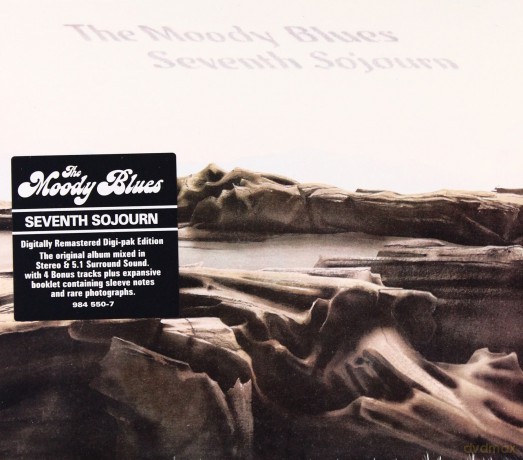 The Moody Blues
Seventh Sojourn
The
Moody Blues
SEVENTH SOJOURN
Digitally Remastered Digi-pak Edition
The original album mixed in
Stereo & 5.1 Surround Sound.
with 4 Bonus tracks plus expansive
booklet containing sleeve notes
and rare photographs.
984 550-7
dvdmax